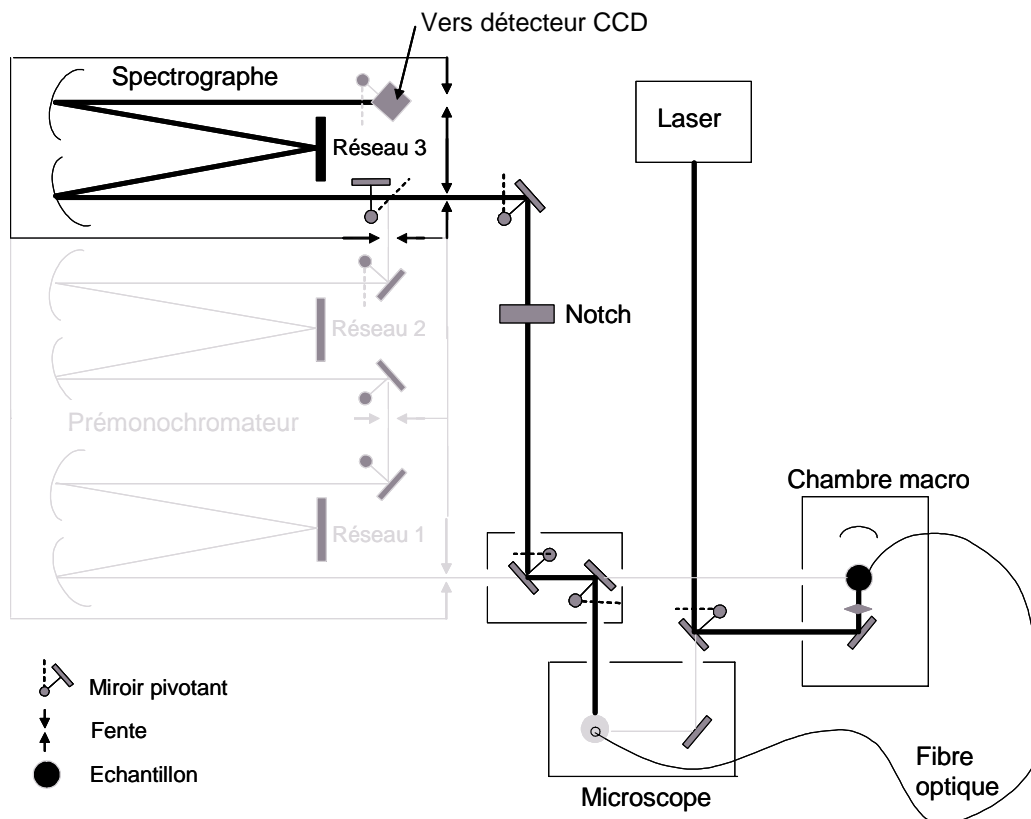 Vers détecteur CCD
Spectrographe
Laser
Réseau 3
Réseau 2
Notch
Prémonochromateur
Chambre macro
Réseau 1
Miroir pivotant
Fente
Echantillon
Microscope
Fibre
optique